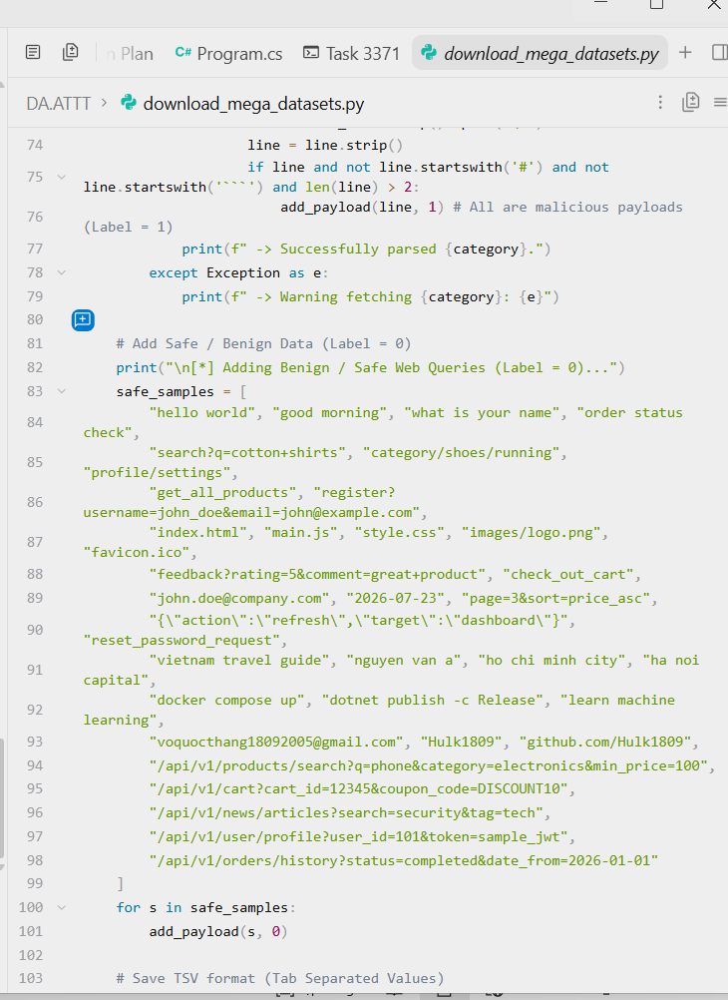 n Plan
C# Program.cs
Task 3371
download_mega_datasets.py
DA.ATTT > download_mega_datasets.py
74 line = line.strip()
75 if line and not line.startswith('#') and not
line.startswith('```') and len(line) > 2:
76 add_payload(line, 1) # All are malicious payloads
(Label = 1)
77 print(f" -> Successfully parsed {category}.")
78 except Exception as e:
79 print(f" -> Warning fetching {category}: {e}")
80
81 # Add Safe / Benign Data (Label = 0)
82 print("\n[*] Adding Benign / Safe Web Queries (Label = 0)...")
83 safe_samples = [
84 "hello world", "good morning", "what is your name", "order status
check",
85 "search?q=cotton+shirts", "category/shoes/running",
"profile/settings",
86 "get_all_products", "register?
username=john_doe&email=john@example.com",
87 "index.html", "main.js", "style.css", "images/logo.png",
"favicon.ico",
88 "feedback?rating=5&comment=great+product", "check_out_cart",
89 "john.doe@company.com", "2026-07-23", "page=3&sort=price_asc",
90 "{\"action\":\"refresh\",\"target\":\"dashboard\"}",
"reset_password_request",
91 "vietnam travel guide", "nguyen van a", "ho chi minh city", "ha noi
capital",
92 "docker compose up", "dotnet publish -c Release", "learn machine
learning",
93 "voquocthang18092005@gmail.com", "Hulk1809", "github.com/Hulk1809",
94 "/api/v1/products/search?q=phone&category=electronics&min_price=100",
95 "/api/v1/cart?cart_id=12345&coupon_code=DISCOUNT10",
96 "/api/v1/news/articles?search=security&tag=tech",
97 "/api/v1/user/profile?user_id=101&token=sample_jwt",
98 "/api/v1/orders/history?status=completed&date_from=2026-01-01"
99 ]
100 for s in safe_samples:
101 add_payload(s, 0)
102
103 # Save TSV format (Tab Separated Values)